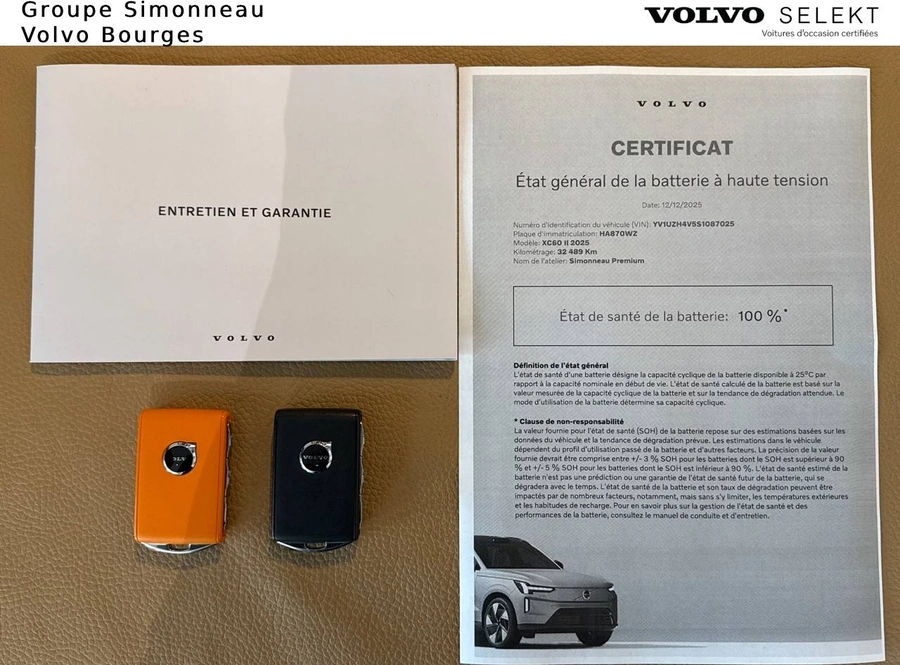 Groupe Simonneau
Volvo Bourges
VOLVO SELEKT
Voitures d'occasion certifiées
ENTRETIEN ET GARANTIE
VOLVO
VOLVO
VOLVO
CERTIFICAT
État général de la batterie à haute tension
Date: 12/12/2025
Numéro d'identification du véhicule (VIN): YV1UZH4V5S1087025
Plaque d'immatriculation: HA870WZ
Modèle: XC60 II 2025
Kilométrage: 32 489 Km
Nom de l'atelier: Simonneau Premium
État de santé de la batterie: 100 %*
Définition de l'état général
L'état de santé d'une batterie désigne la capacité cyclique de la batterie disponible à 25°C par
rapport à la capacité nominale en début de vie. L'état de santé calculé de la batterie est basé sur la
valeur mesurée de la capacité cyclique de la batterie et sur la tendance de dégradation attendue. Le
mode d'utilisation de la batterie détermine sa capacité cyclique.
* Clause de non-responsabilité
La valeur fournie pour l'état de santé (SOH) de la batterie repose sur des estimations basées sur les
données du véhicule et la tendance de dégradation prévue. Les estimations dans le véhicule
dépendent du profil d'utilisation passé de la batterie et d'autres facteurs. La précision de la valeur
fournie devrait être comprise entre +/- 3 % SOH pour les batteries dont le SOH est supérieur à 90
% et +/- 5 % SOH pour les batteries dont le SOH est inférieur à 90 %. L'état de santé estimé de la
batterie n'est pas une prédiction ou une garantie de l'état de santé futur de la batterie, qui se
dégradera avec le temps. L'état de santé de la batterie et son taux de dégradation peuvent être
impactés par de nombreux facteurs, notamment, mais sans s'y limiter, les températures extérieures
et les habitudes de recharge. Pour en savoir plus sur la gestion de l'état de santé et des
performances de la batterie, consultez le manuel de conduite et d'entretien.